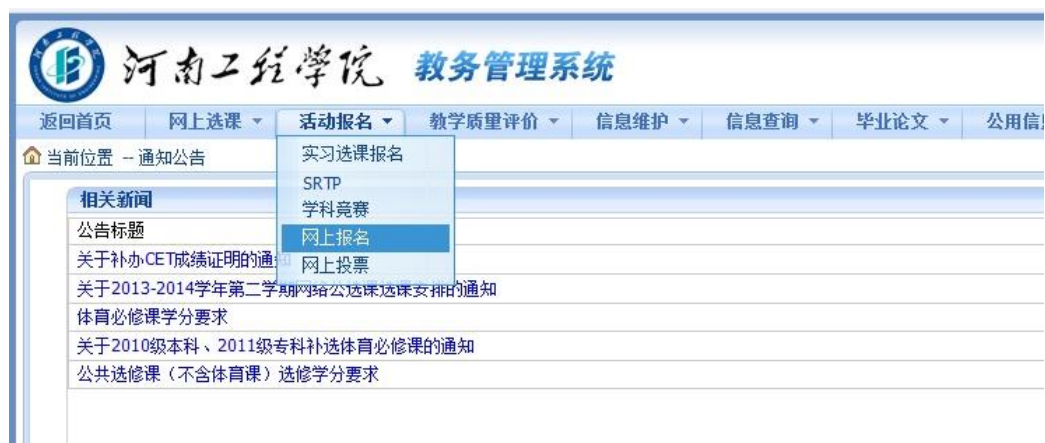 河南工程學院 教务管理系统
返回首页 网上选课 活动报名 教学质量评价 信息维护 信息查询 毕业论文 公用信息
当前位置 -- 通知公告
实习选课报名
SRTP
学科竞赛
网上报名
网上投票
相关新闻
公告标题
关于补办CET成绩证明的通知
关于2013-2014学年第二学期网络公选课选课安排的通知
体育必修课学分要求
关于2010级本科、2011级专科补选体育必修课的通知
公共选修课（不含体育课）选修学分要求